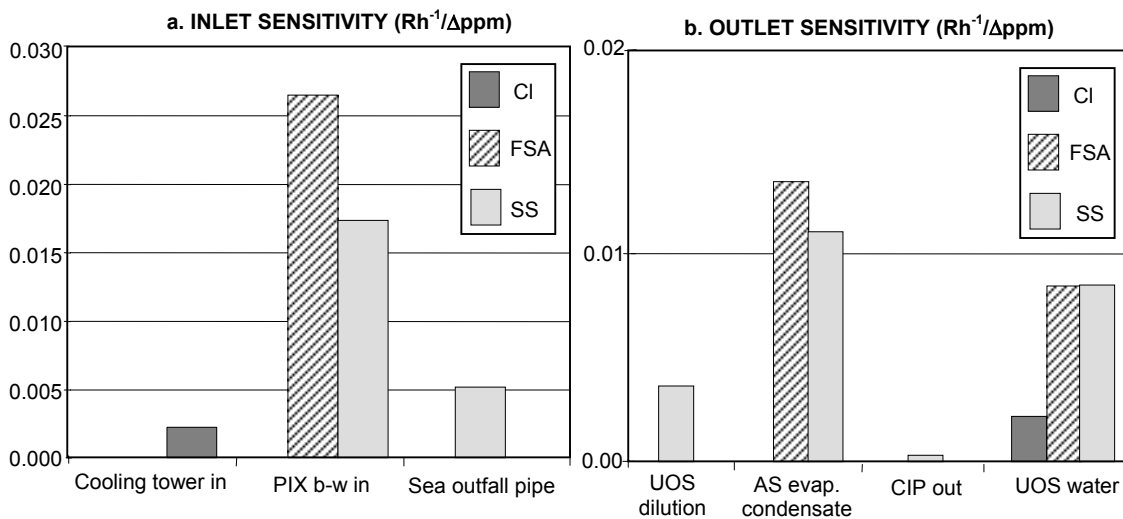 a. INLET SENSITIVITY (Rh⁻¹/Δppm)
0.030
0.025
0.020
0.015
0.010
0.005
0.000
Cl
FSA
SS
Cooling tower in
PIX b-w in
Sea outfall pipe
b. OUTLET SENSITIVITY (Rh⁻¹/Δppm)
0.02
0.01
0.00
Cl
FSA
SS
UOS
dilution
AS evap.
condensate
CIP out
UOS water